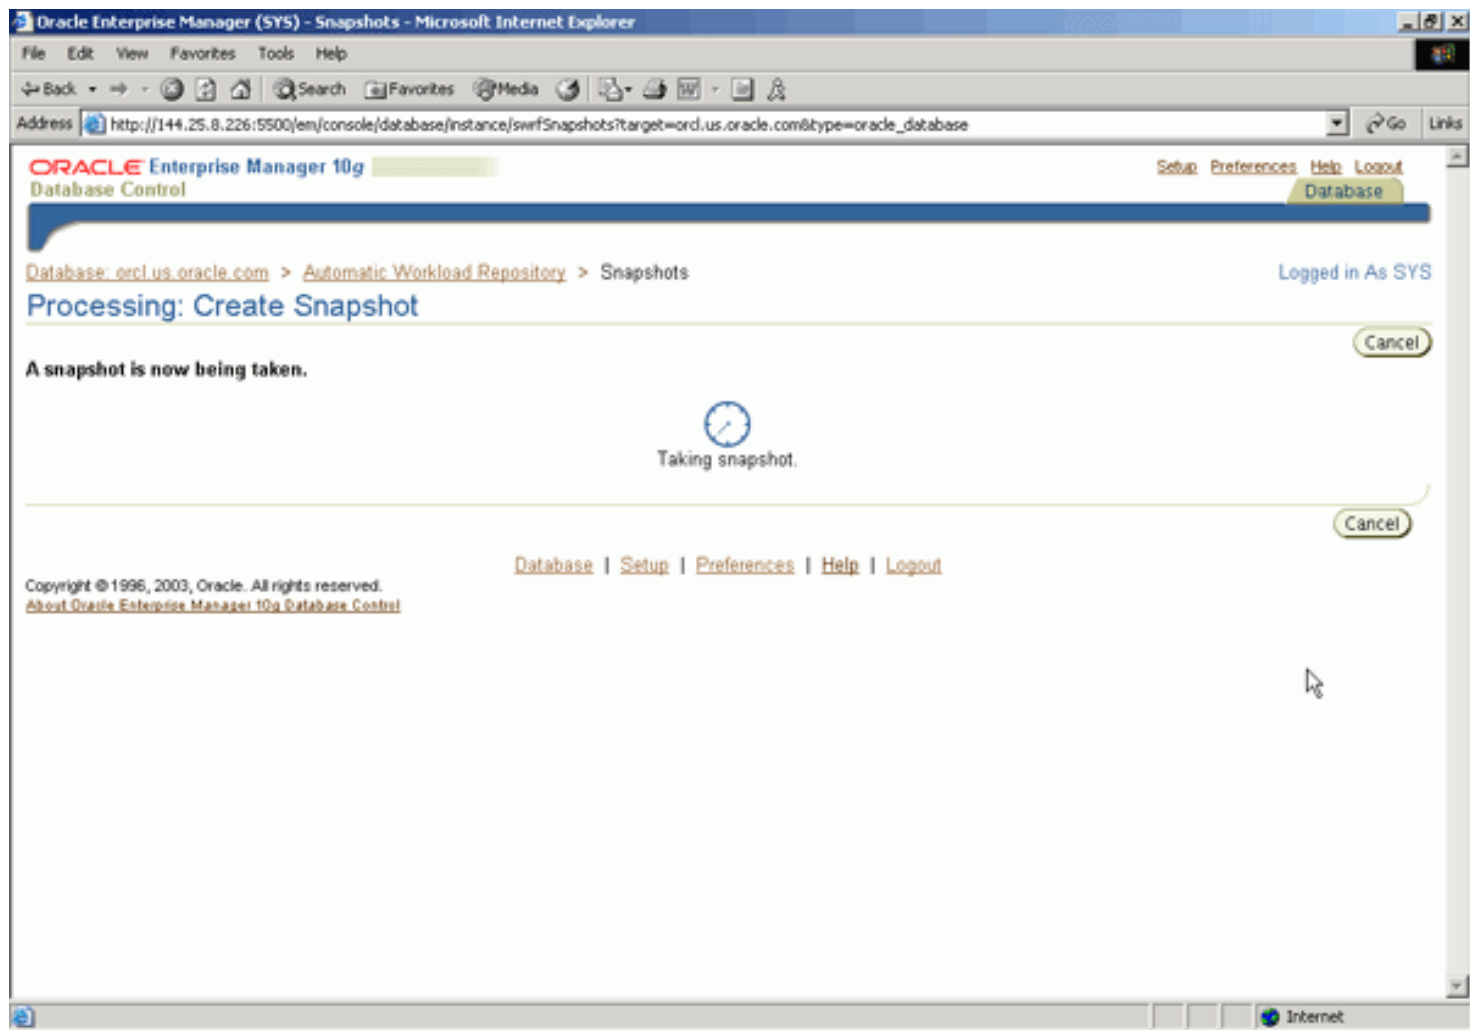 Oracle Enterprise Manager (SYS) - Snapshots - Microsoft Internet Explorer
File Edit View Favorites Tools Help
Back Search Favorites Media
Address http://144.25.8.226:5500/em/console/database/instance/swrfSnapshots?target=orcl.us.oracle.com&type=oracle_database Go Links
ORACLE Enterprise Manager 10g Setup Preferences Help Logout
Database Control Database
Database: orcl.us.oracle.com > Automatic Workload Repository > Snapshots Logged in As SYS
Processing: Create Snapshot
Cancel
A snapshot is now being taken.
Taking snapshot.
Cancel
Database | Setup | Preferences | Help | Logout
Copyright © 1996, 2003, Oracle. All rights reserved.
About Oracle Enterprise Manager 10g Database Control
Internet